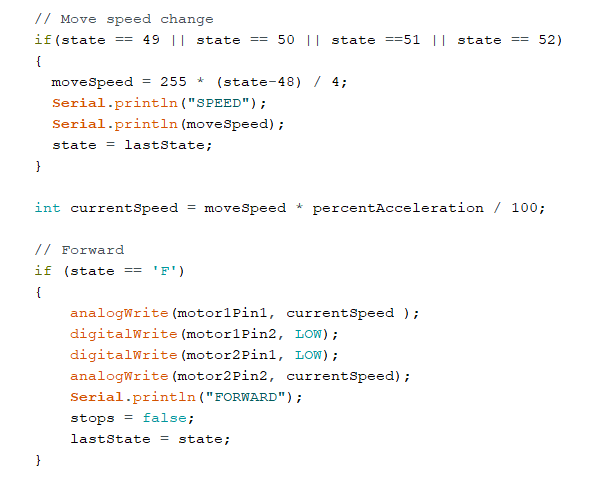 // Move speed change
if(state == 49 || state == 50 || state ==51 || state == 52)
{
  moveSpeed = 255 * (state-48) / 4;
  Serial.println("SPEED");
  Serial.println(moveSpeed);
  state = lastState;
}

int currentSpeed = moveSpeed * percentAcceleration / 100;

// Forward
if (state == 'F')
{
    analogWrite(motor1Pin1, currentSpeed );
    digitalWrite(motor1Pin2, LOW);
    digitalWrite(motor2Pin1, LOW);
    analogWrite(motor2Pin2, currentSpeed);
    Serial.println("FORWARD");
    stops = false;
    lastState = state;
}